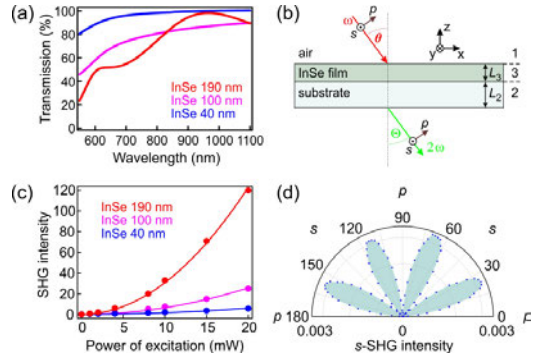 (a)
Transmission (%)
100
80
60
40
20
0
InSe 190 nm
InSe 100 nm
InSe 40 nm
600 700 800 900 1000 1100
Wavelength (nm)
(b)
ω p
s θ
z
y x
air 1
InSe film L3 3
substrate L2 2
Θ p
s 2ω
(c)
SHG intensity
120
100
80
60
40
20
0
InSe 190 nm
InSe 100 nm
InSe 40 nm
0 5 10 15 20
Power of excitation (mW)
(d)
p
90
s 120 60 s
150 30
p 180 0 p
0.003 0 0.003
s-SHG intensity